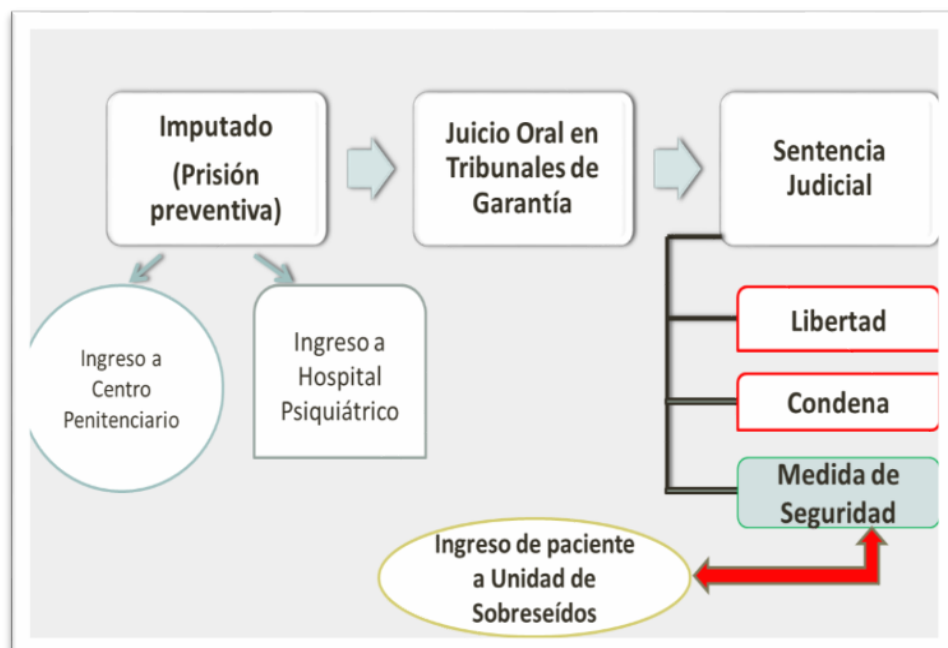 Imputado
(Prisión
preventiva)
Juicio Oral en
Tribunales de
Garantía
Sentencia
Judicial
Ingreso a
Centro
Penitenciario
Ingreso a
Hospital
Psiquiátrico
Libertad
Condena
Medida de
Seguridad
Ingreso de paciente
a Unidad de
Sobreseídos